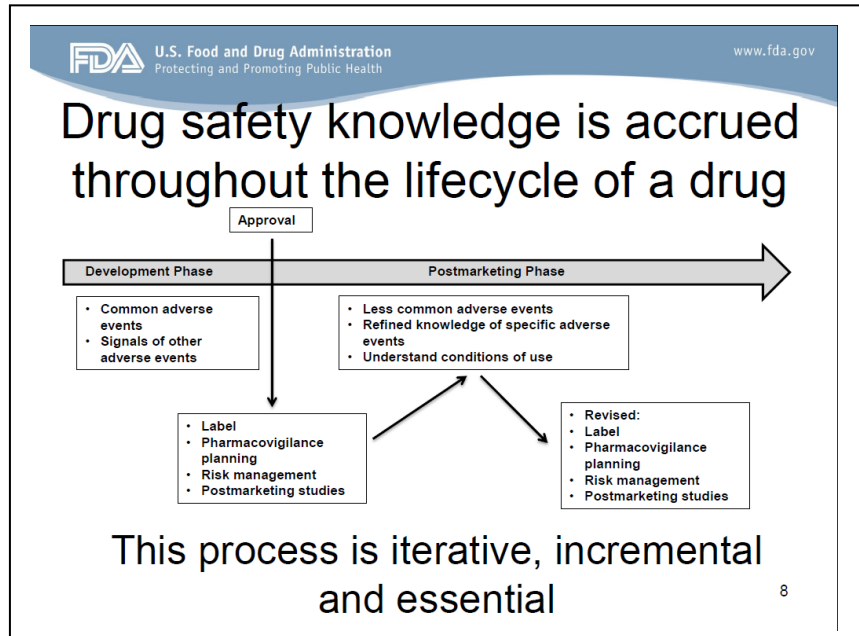 FDA U.S. Food and Drug Administration
Protecting and Promoting Public Health
www.fda.gov
Drug safety knowledge is accrued
throughout the lifecycle of a drug
Approval
Development Phase
Postmarketing Phase
• Common adverse
events
• Signals of other
adverse events
• Less common adverse events
• Refined knowledge of specific adverse
events
• Understand conditions of use
• Label
• Pharmacovigilance
planning
• Risk management
• Postmarketing studies
• Revised:
• Label
• Pharmacovigilance
planning
• Risk management
• Postmarketing studies
This process is iterative, incremental
and essential
8